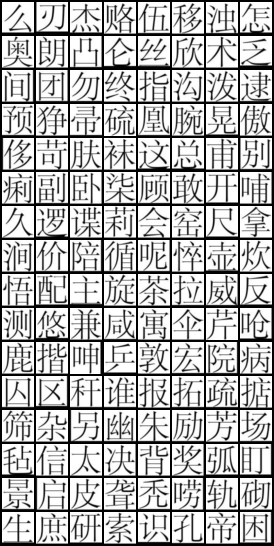 么刃杰赂伍移浊怎
奥朗凸仑丝欣术乏
间团勿终指沟泼逮
预狰帚硫凰腕晃傲
侈苛肤袜这总甫别
痢副卧柒顾敢开哺
久逻谍莉会窑尺拿
涧价陪循呢悴壶炊
悟配主旋茶拉威反
测悠兼咸寓伞芹呛
鹿揩呻乒敦宏院病
囚区秆谁报拓疏掂
筛杂另幽朱励芳场
毡信太决背奖弧盯
景启皮聋秃唠轨砌
生庶研索识孔帝困